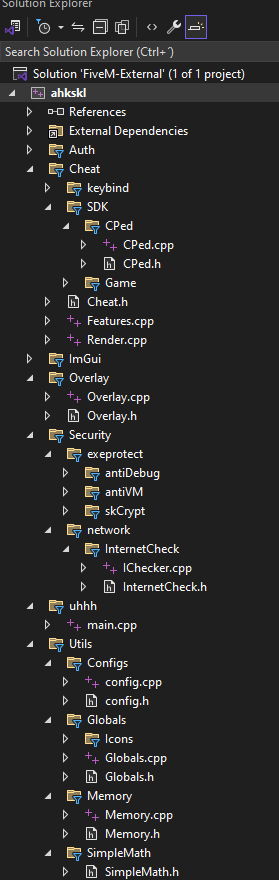 Solution Explorer
Search Solution Explorer (Ctrl+´)
Solution 'FiveM-External' (1 of 1 project)
ahkskl
References
External Dependencies
Auth
Cheat
keybind
SDK
CPed
CPed.cpp
CPed.h
Game
Cheat.h
Features.cpp
Render.cpp
ImGui
Overlay
Overlay.cpp
Overlay.h
Security
exeprotect
antiDebug
antiVM
skCrypt
network
InternetCheck
IChecker.cpp
InternetCheck.h
uhhh
main.cpp
Utils
Configs
config.cpp
config.h
Globals
Icons
Globals.cpp
Globals.h
Memory
Memory.cpp
Memory.h
SimpleMath
SimpleMath.h